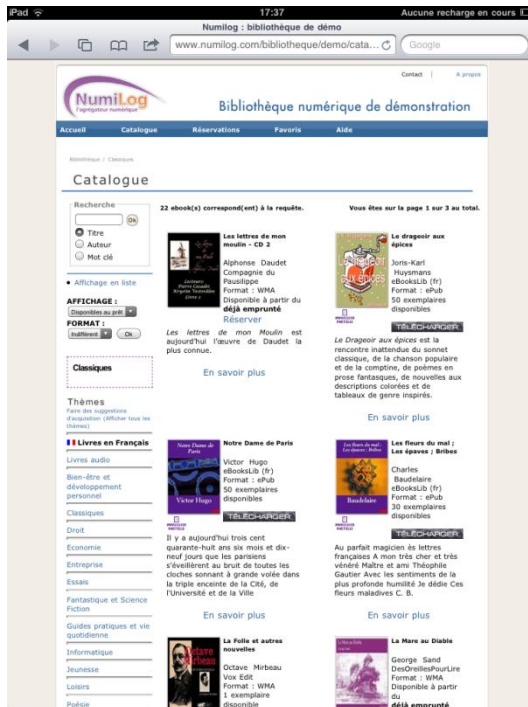 iPad
17:37
Aucune recharge en cours
Numilog : bibliothèque de démo
www.numilog.com/bibliotheque/demo/cata...
Google
Contact |
A propos
NumiLog
l'agrégateur numérique
Bibliothèque numérique de démonstration
Accueil
Catalogue
Réservations
Favoris
Aide
Bibliothèque / Classiques
Catalogue
Recherche
Ok
Titre
Auteur
Mot clé
Affichage en liste
AFFICHAGE :
Disponibles au prêt
FORMAT :
Indifférent
Ok
Classiques
Thèmes
Faire des suggestions
d'acquisition (Afficher tous les
thèmes)
Livres en Français
Livres audio
Bien-être et
développement
personnel
Classiques
Droit
Economie
Entreprise
Essais
Fantastique et Science
Fiction
Guides pratiques et vie
quotidienne
Informatique
Jeunesse
Loisirs
Poésie
22 ebook(s) correspond(ent) à la requête.
Vous êtes sur la page 1 sur 3 au total.
Les lettres de mon
moulin - CD 2
Alphonse Daudet
Compagnie du
Pausilippe
Format : WMA
Disponible à partir du
déjà emprunté
Réserver
Les lettres de mon Moulin est
aujourd'hui l'œuvre de Daudet la
plus connue.
En savoir plus
Le drageoir aux
épices
Joris-Karl
Huysmans
eBooksLib (fr)
Format : ePub
50 exemplaires
disponibles
TÉLÉCHARGER
Le Drageoir aux épices est la
rencontre inattendue du sonnet
classique, de la chanson populaire
et de la comptine, de poèmes en
prose fantasques, de nouvelles aux
descriptions colorées et de
tableaux de genre inspirés.
En savoir plus
Notre Dame de
Paris
Victor Hugo
Notre Dame de Paris
Victor Hugo
eBooksLib (fr)
Format : ePub
50 exemplaires
disponibles
TÉLÉCHARGER
Il y a aujourd'hui trois cent
quarante-huit ans six mois et dix-
neuf jours que les parisiens
s'éveillèrent au bruit de toutes les
cloches sonnant à grande volée dans
la triple enceinte de la Cité, de
l'Université et de la Ville
En savoir plus
Les fleurs du mal ;
Les épaves ; Bribes
Baudelaire
Les fleurs du mal ;
Les épaves ; Bribes
Charles
Baudelaire
eBooksLib (fr)
Format : ePub
30 exemplaires
disponibles
TÉLÉCHARGER
Au parfait magicien ès lettres
françaises A mon très cher et très
vénéré Maître et ami Théophile
Gautier Avec les sentiments de la
plus profonde humilité Je dédie Ces
fleurs maladives C. B.
En savoir plus
Octave
Mirbeau
La Folle et autres
nouvelles
Octave Mirbeau
Vox Edit
Format : WMA
1 exemplaire
disponible
La Mare au Diable
George Sand
DesOreillesPourLire
Format : WMA
Disponible à partir
du
déjà emprunté